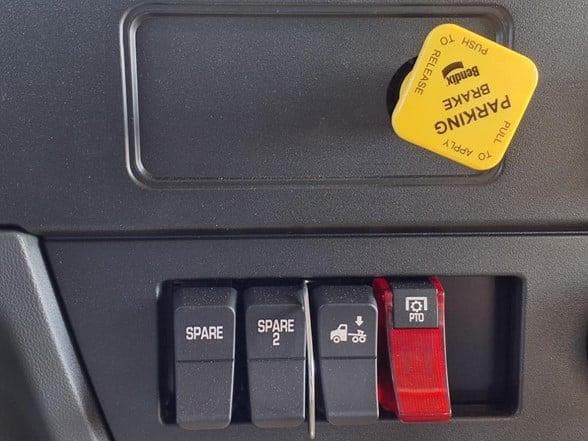 PULL TO APPLY
PARKING
BRAKE
Bendix
PUSH TO RELEASE
SPARE
SPARE
2
PTO